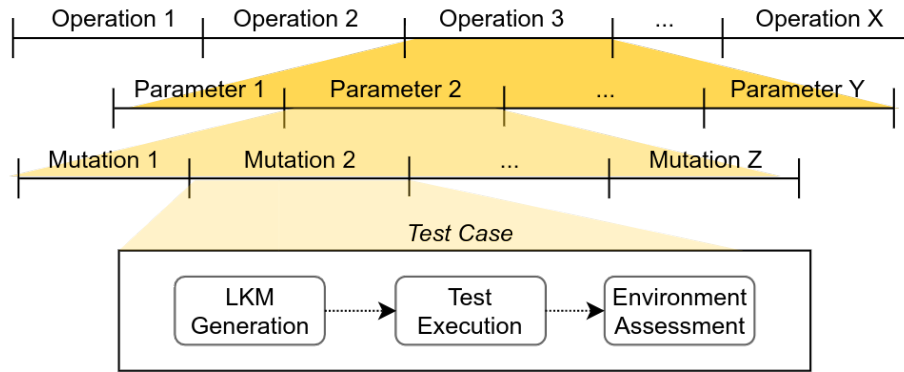 Operation 1 Operation 2 Operation 3 ... Operation X
Parameter 1 Parameter 2 ... Parameter Y
Mutation 1 Mutation 2 ... Mutation Z
Test Case
LKM
Generation
Test
Execution
Environment
Assessment